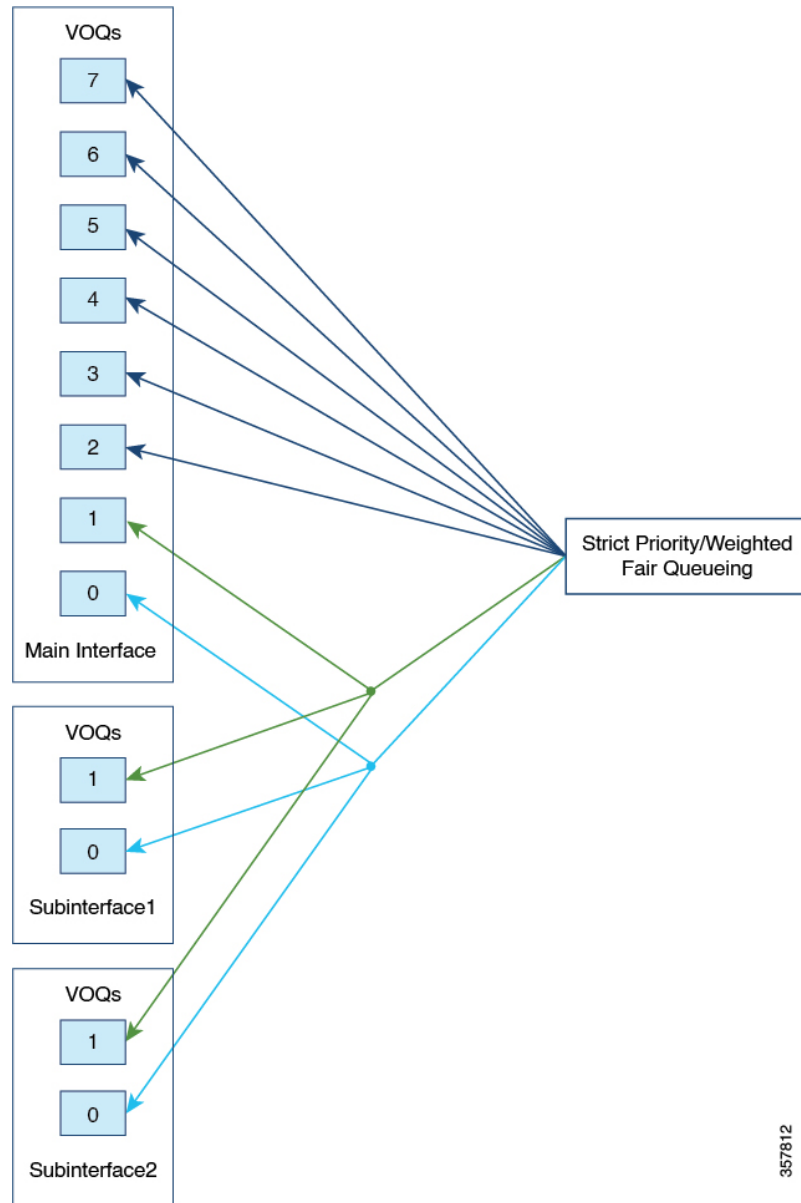 VOQs
7
6
5
4
3
2
1
0
Main Interface
Strict Priority/Weighted
Fair Queueing
VOQs
1
0
Subinterface1
VOQs
1
0
Subinterface2
357812